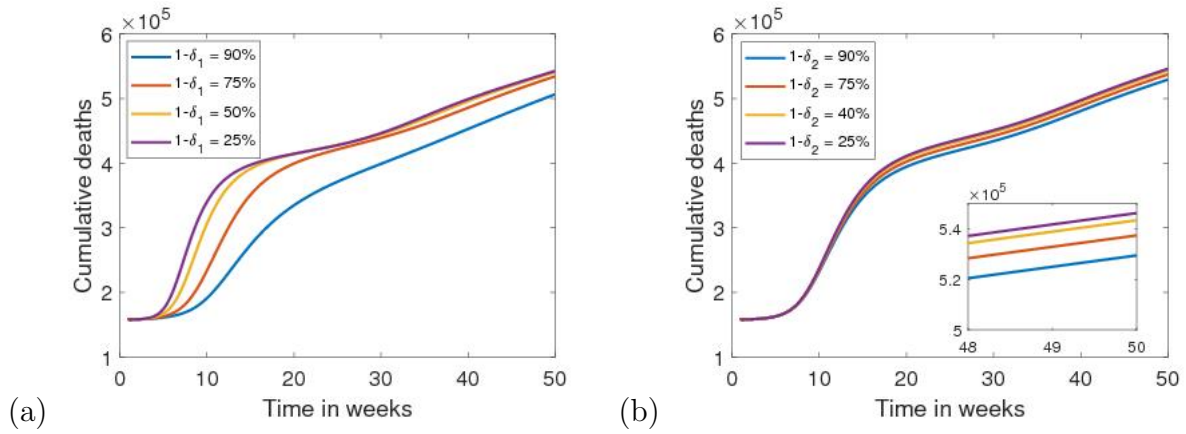 ×10⁵
6
5
4
3
2
1
Cumulative deaths
1-δ₁ = 90%
1-δ₁ = 75%
1-δ₁ = 50%
1-δ₁ = 25%
0 10 20 30 40 50
Time in weeks
(a)
×10⁵
6
5
4
3
2
1
Cumulative deaths
1-δ₂ = 90%
1-δ₂ = 75%
1-δ₂ = 40%
1-δ₂ = 25%
×10⁵
5.4
5.2
5
48 49 50
0 10 20 30 40 50
Time in weeks
(b)